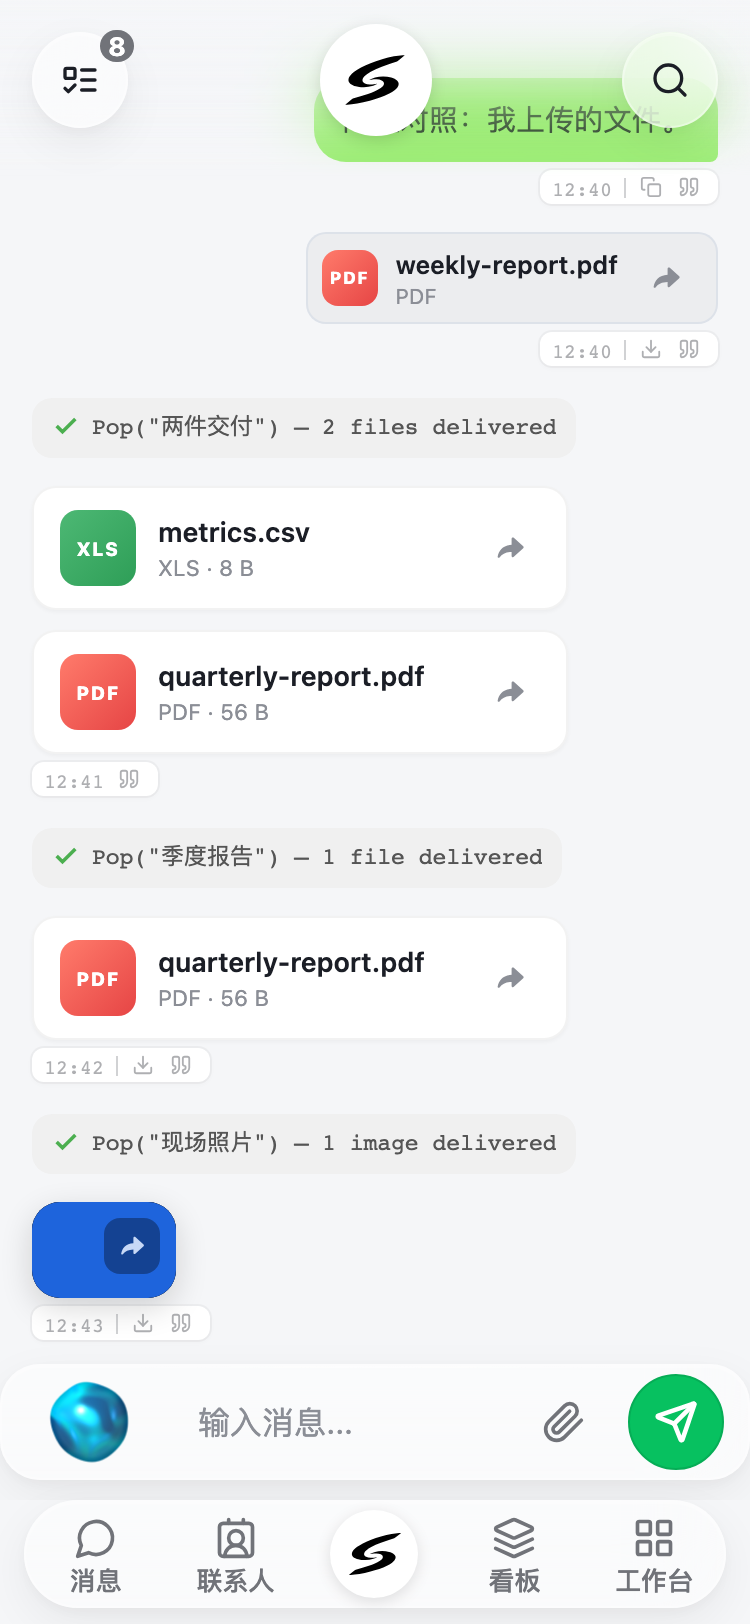 8
对照：我上传的文件。
12:40
PDF
weekly-report.pdf
PDF
12:40
Pop("两件交付") — 2 files delivered
XLS
metrics.csv
XLS · 8 B
PDF
quarterly-report.pdf
PDF · 56 B
12:41
Pop("季度报告") — 1 file delivered
PDF
quarterly-report.pdf
PDF · 56 B
12:42
Pop("现场照片") — 1 image delivered
12:43
输入消息...
消息
联系人
看板
工作台